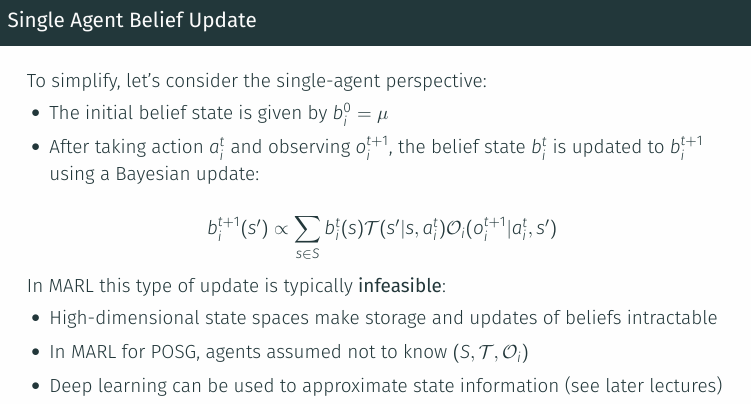 Single Agent Belief Update
To simplify, let's consider the single-agent perspective:
• The initial belief state is given by $b_i^0 = \mu$
• After taking action $a_i^t$ and observing $o_i^{t+1}$, the belief state $b_i^t$ is updated to $b_i^{t+1}$
using a Bayesian update:
$b_i^{t+1}(s') \propto \sum_{s \in S} b_i^t(s) \mathcal{T}(s'|s, a_i^t) \mathcal{O}_i(o_i^{t+1}|a_i^t, s')$
In MARL this type of update is typically infeasible:
• High-dimensional state spaces make storage and updates of beliefs intractable
• In MARL for POSG, agents assumed not to know $(S, \mathcal{T}, \mathcal{O}_i)$
• Deep learning can be used to approximate state information (see later lectures)